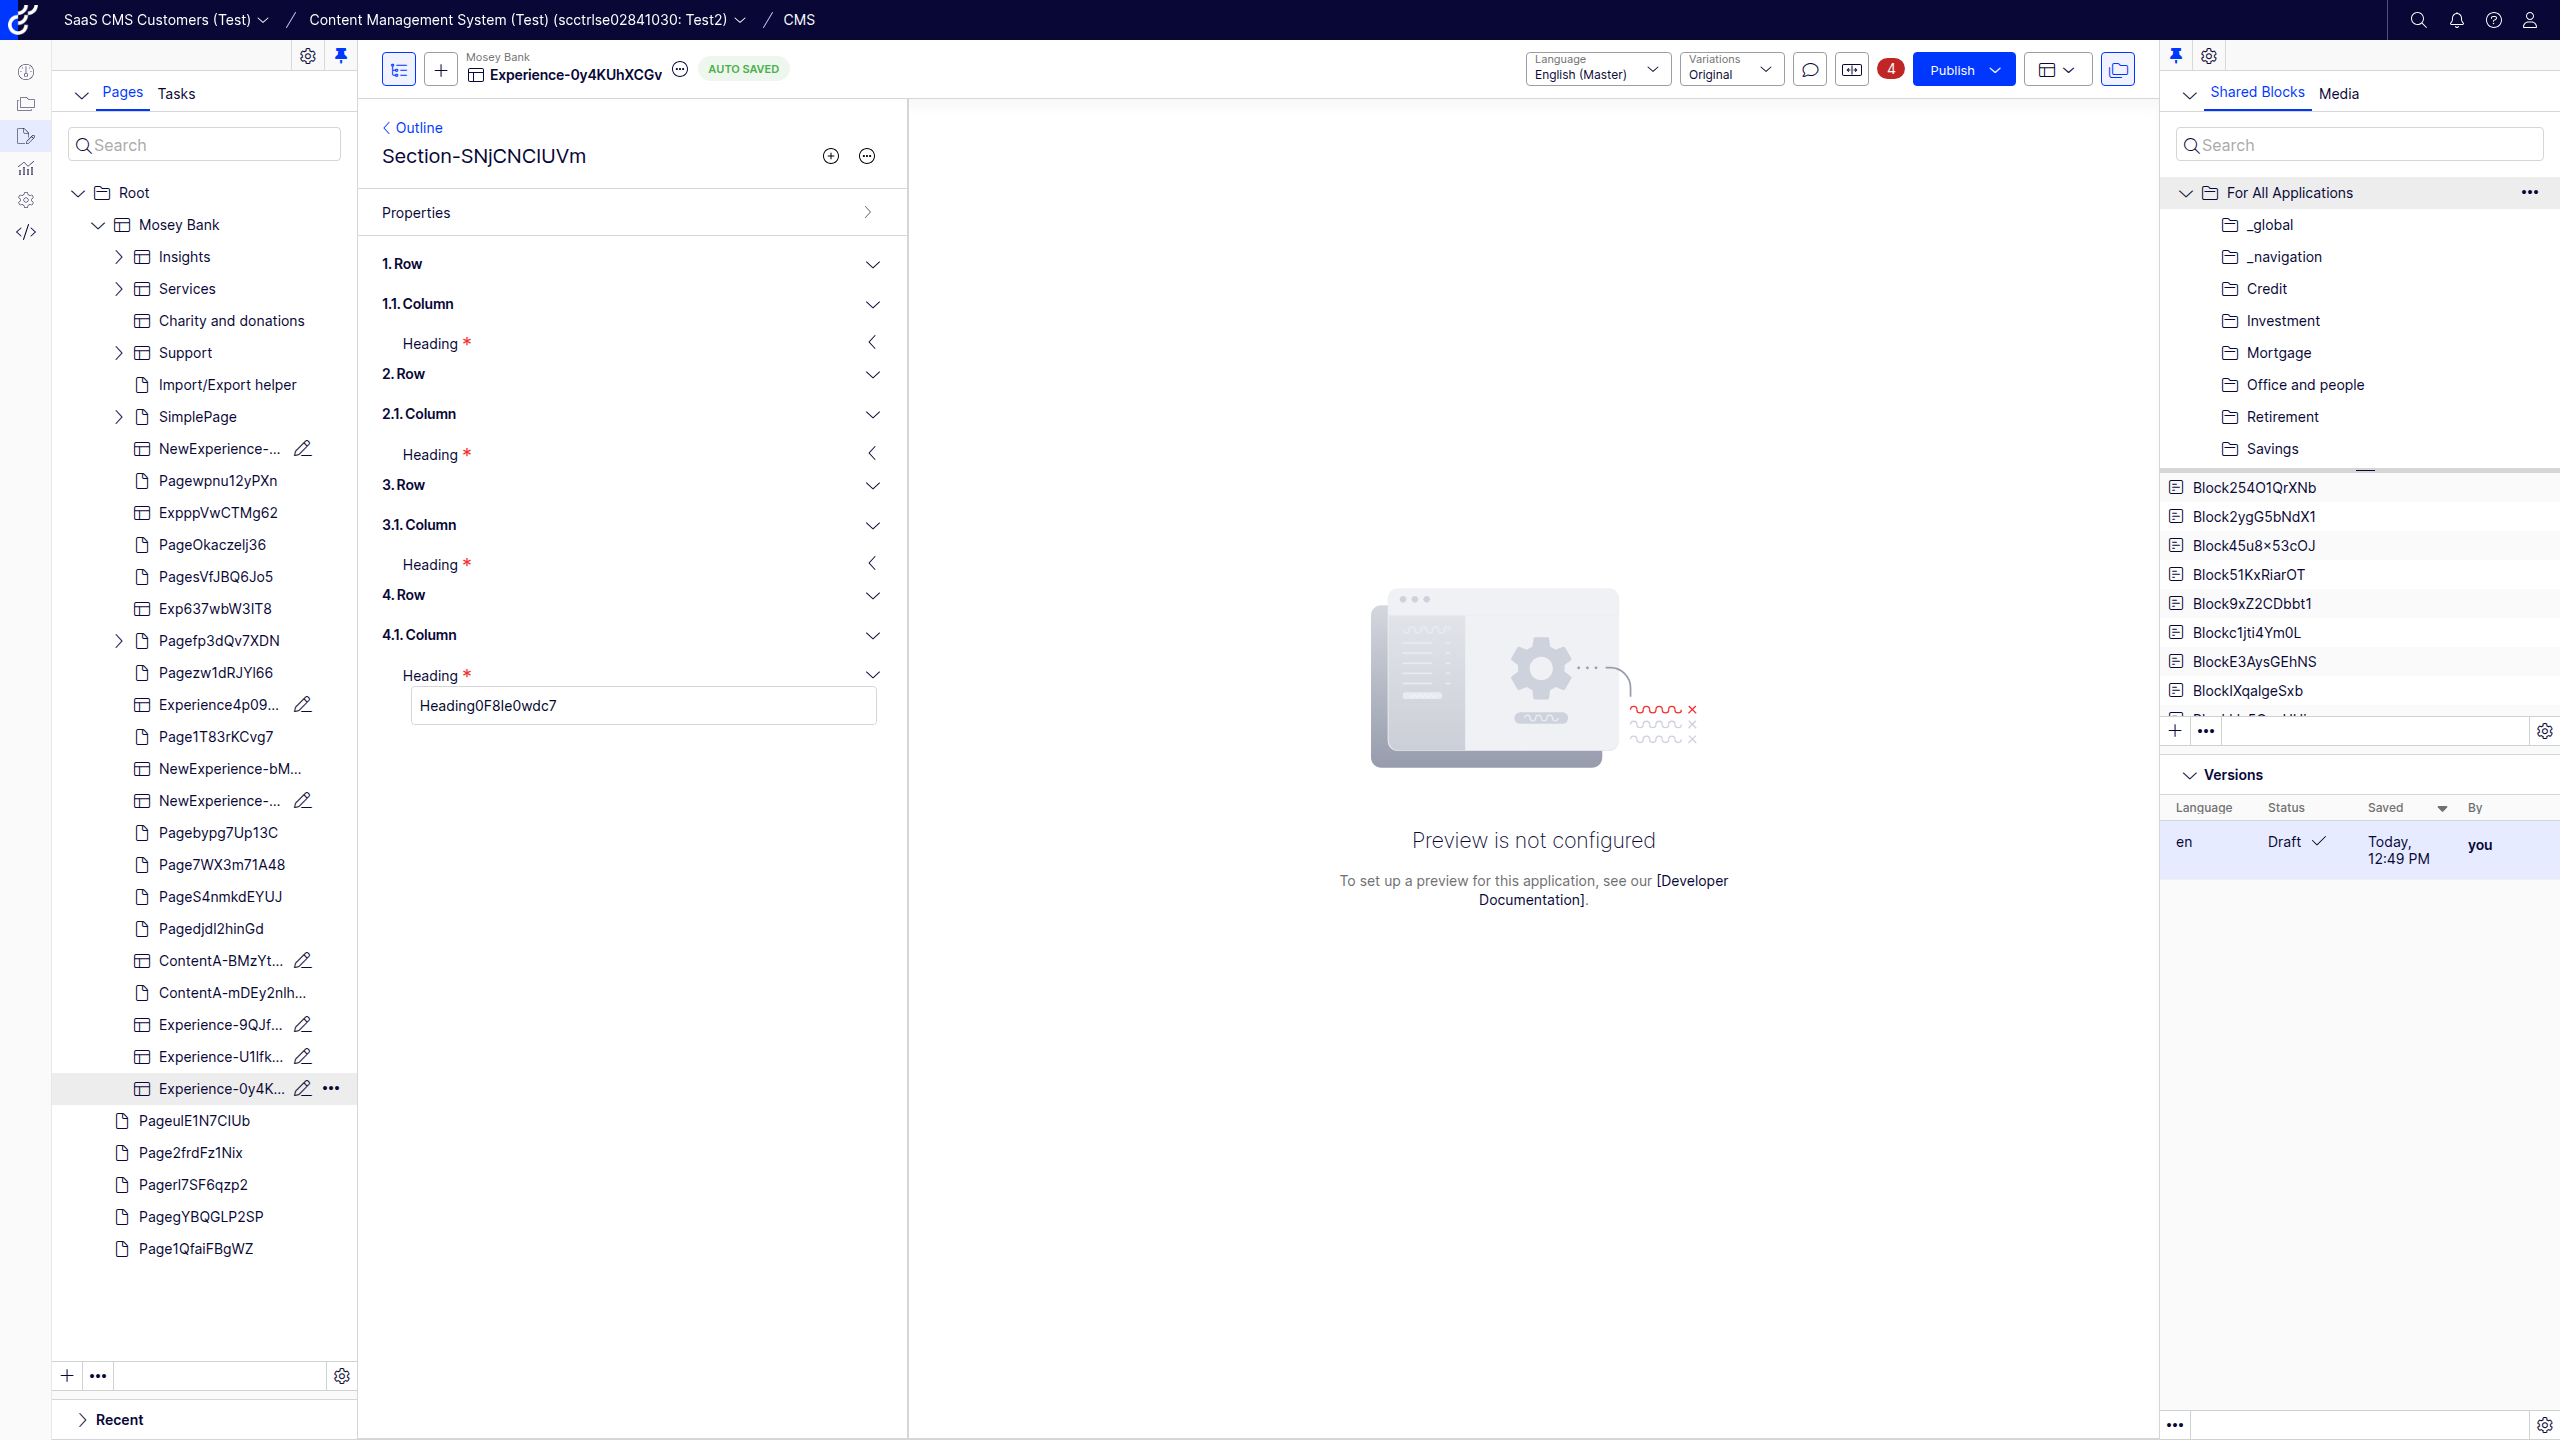 SaaS CMS Customers (Test) / Content Management System (Test) (scctrlse02841030: Test2) / CMS
Pages Tasks
Search
Root
Mosey Bank
Insights
Services
Charity and donations
Support
Import/Export helper
SimplePage
NewExperience-...
Pagewpnu12yPXn
ExpppVwCTMg62
PageOkaczelj36
PagesVfJBQ6Jo5
Exp637wbW3IT8
Pagefp3dQv7XDN
Pagezw1dRJYl66
Experience4p09...
Page1T83rKCvg7
NewExperience-bM...
NewExperience-...
Pagebypg7Up13C
Page7WX3m71A48
PageS4nmkdEYUJ
Pagedjdl2hinGd
ContentA-BMzYt...
ContentA-mDEy2nlh...
Experience-9QJf...
Experience-U1lfk...
Experience-0y4K...
PageulE1N7CIUb
Page2frdFz1Nix
Pagerl7SF6qzp2
PagegYBQGLP2SP
Page1QfaiFBgWZ
Recent
Mosey Bank
Experience-0y4KUhXCGv
AUTO SAVED
Language
English (Master)
Variations
Original
4
Publish
Outline
Section-SNjCNCIUVm
Properties
1. Row
1.1. Column
Heading *
2. Row
2.1. Column
Heading *
3. Row
3.1. Column
Heading *
4. Row
4.1. Column
Heading *
Heading0F8Ie0wdc7
Preview is not configured
To set up a preview for this application, see our [Developer
Documentation].
Shared Blocks Media
Search
For All Applications
_global
_navigation
Credit
Investment
Mortgage
Office and people
Retirement
Savings
Block254O1QrXNb
Block2ygG5bNdX1
Block45u8x53cOJ
Block51KxRiarOT
Block9xZ2CDbbt1
Blockc1jti4Ym0L
BlockE3AysGEhNS
BlockIXqalgeSxb
Versions
Language Status Saved By
en Draft Today,
12:49 PM you